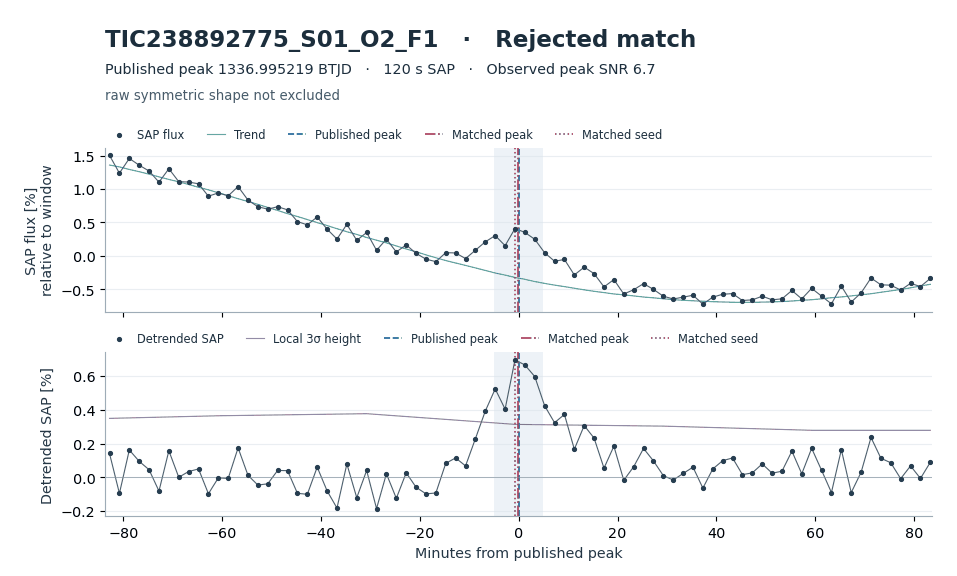 TIC238892775_S01_O2_F1 · Rejected match
Published peak 1336.995219 BTJD · 120 s SAP · Observed peak SNR 6.7
raw symmetric shape not excluded
SAP flux Trend Published peak Matched peak Matched seed
SAP flux [%]
relative to window
1.5
1.0
0.5
0.0
−0.5
Detrended SAP Local 3σ height Published peak Matched peak Matched seed
Detrended SAP [%]
0.6
0.4
0.2
0.0
−0.2
−80 −60 −40 −20 0 20 40 60 80
Minutes from published peak